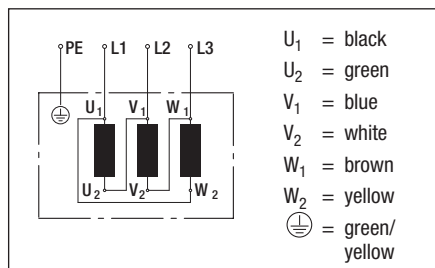 PE L1 L2 L3
U₁ V₁ W₁
U₂ V₂ W₂
U₁ = black
U₂ = green
V₁ = blue
V₂ = white
W₁ = brown
W₂ = yellow
= green/
yellow